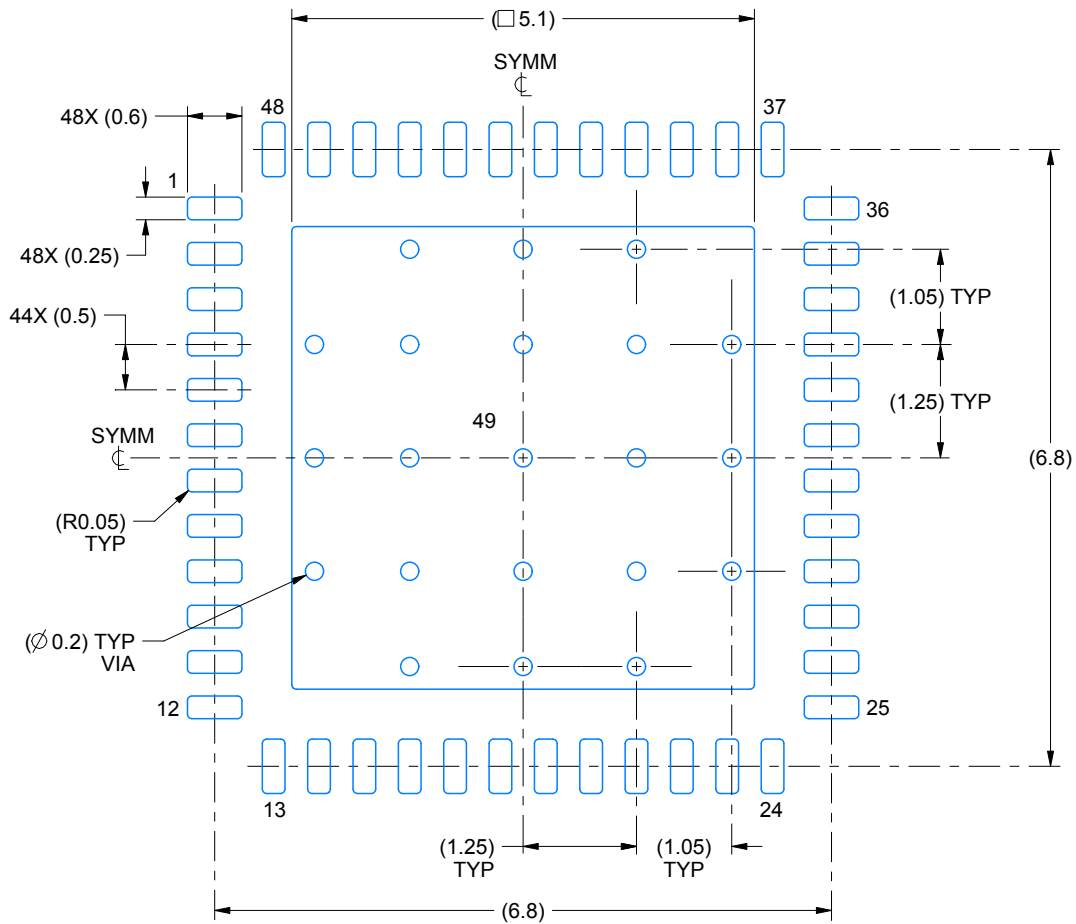 (□ 5.1)
SYMM
℄
48X (0.6)
48
37
1
36
48X (0.25)
(1.05) TYP
44X (0.5)
(1.25) TYP
49
SYMM
℄
(6.8)
(R0.05)
TYP
(∅ 0.2) TYP
VIA
12
25
13
24
(1.25)
TYP
(1.05)
TYP
(6.8)